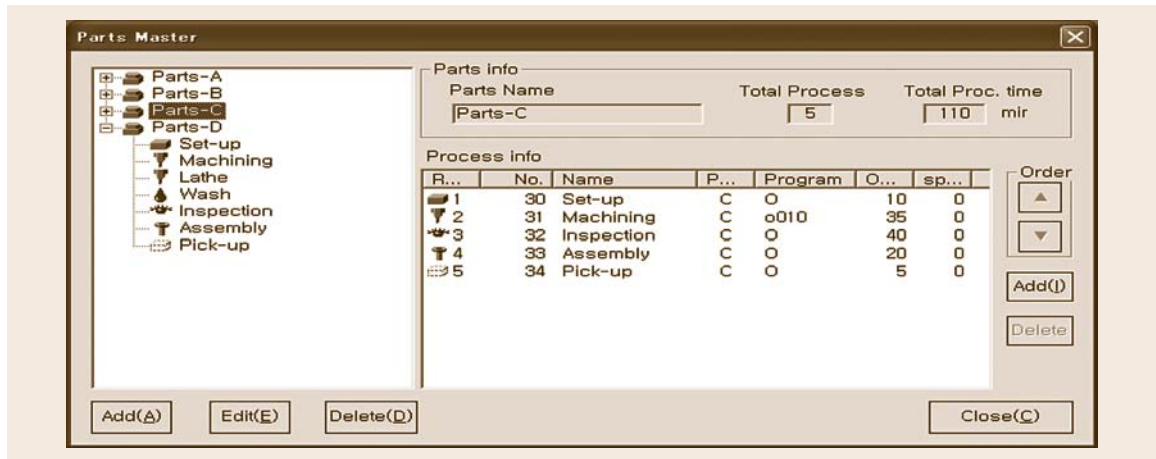 Parts Master
Parts-A
Parts-B
Parts-C
Parts-D
Set-up
Machining
Lathe
Wash
Inspection
Assembly
Pick-up
Parts info
Parts Name Total Process Total Proc. time
Parts-C 5 110 mir
Process info
R... No. Name P... Program O... sp...
1 30 Set-up C O 10 0
2 31 Machining C o010 35 0
3 32 Inspection C O 40 0
4 33 Assembly C O 20 0
5 34 Pick-up C O 5 0
Order
Add(I)
Delete
Add(A) Edit(E) Delete(D) Close(C)